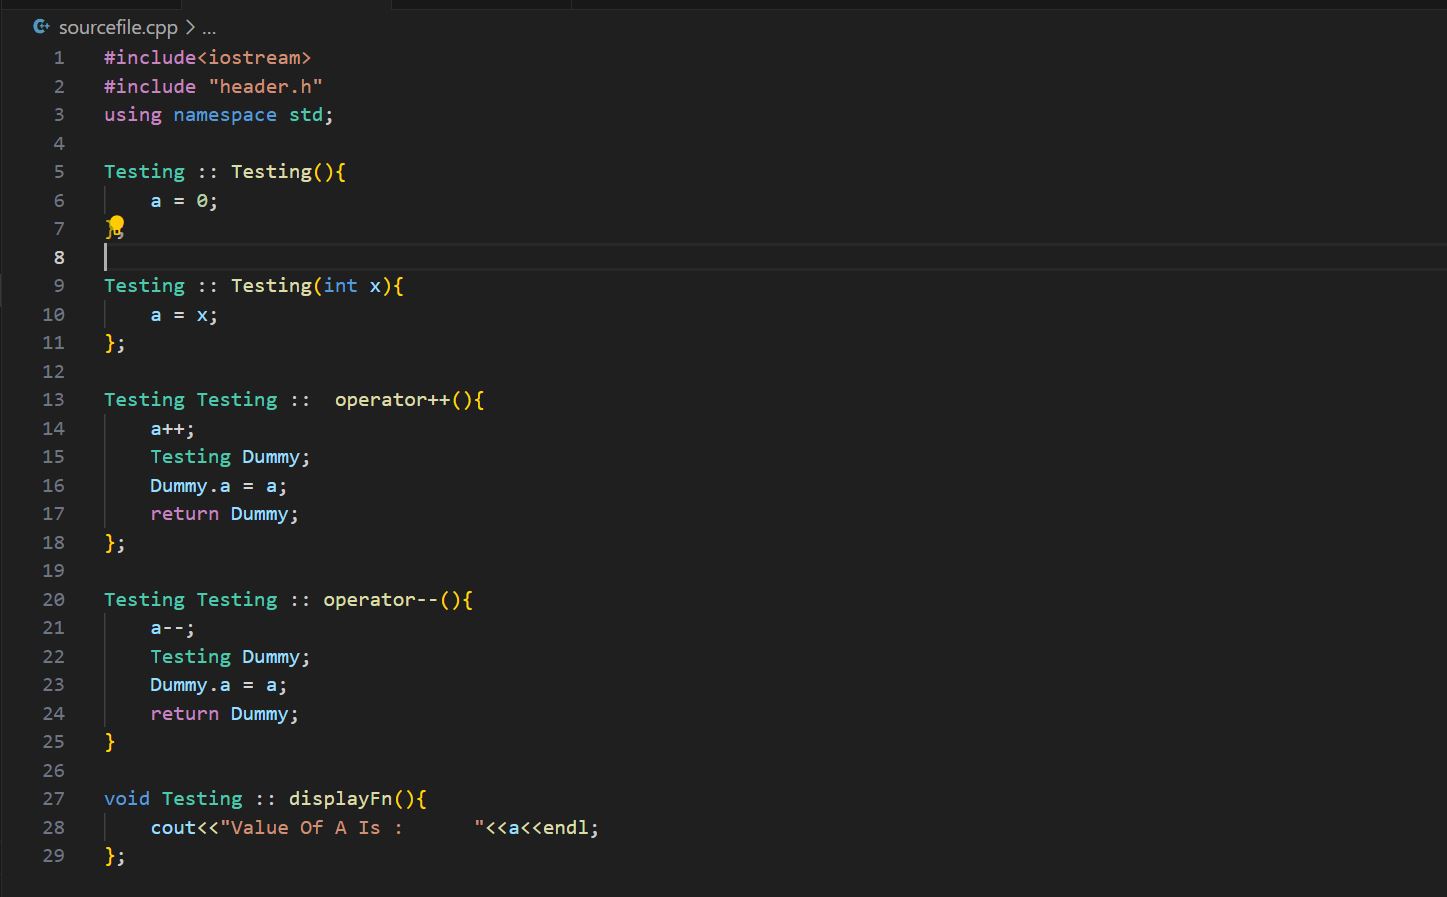 sourcefile.cpp > ...
1 #include<iostream>
2 #include "header.h"
3 using namespace std;
4
5 Testing :: Testing(){
6     a = 0;
7 };
8
9 Testing :: Testing(int x){
10     a = x;
11 };
12
13 Testing Testing ::  operator++(){
14     a++;
15     Testing Dummy;
16     Dummy.a = a;
17     return Dummy;
18 };
19
20 Testing Testing :: operator--(){
21     a--;
22     Testing Dummy;
23     Dummy.a = a;
24     return Dummy;
25 }
26
27 void Testing :: displayFn(){
28     cout<<"Value Of A Is :      "<<a<<endl;
29 };